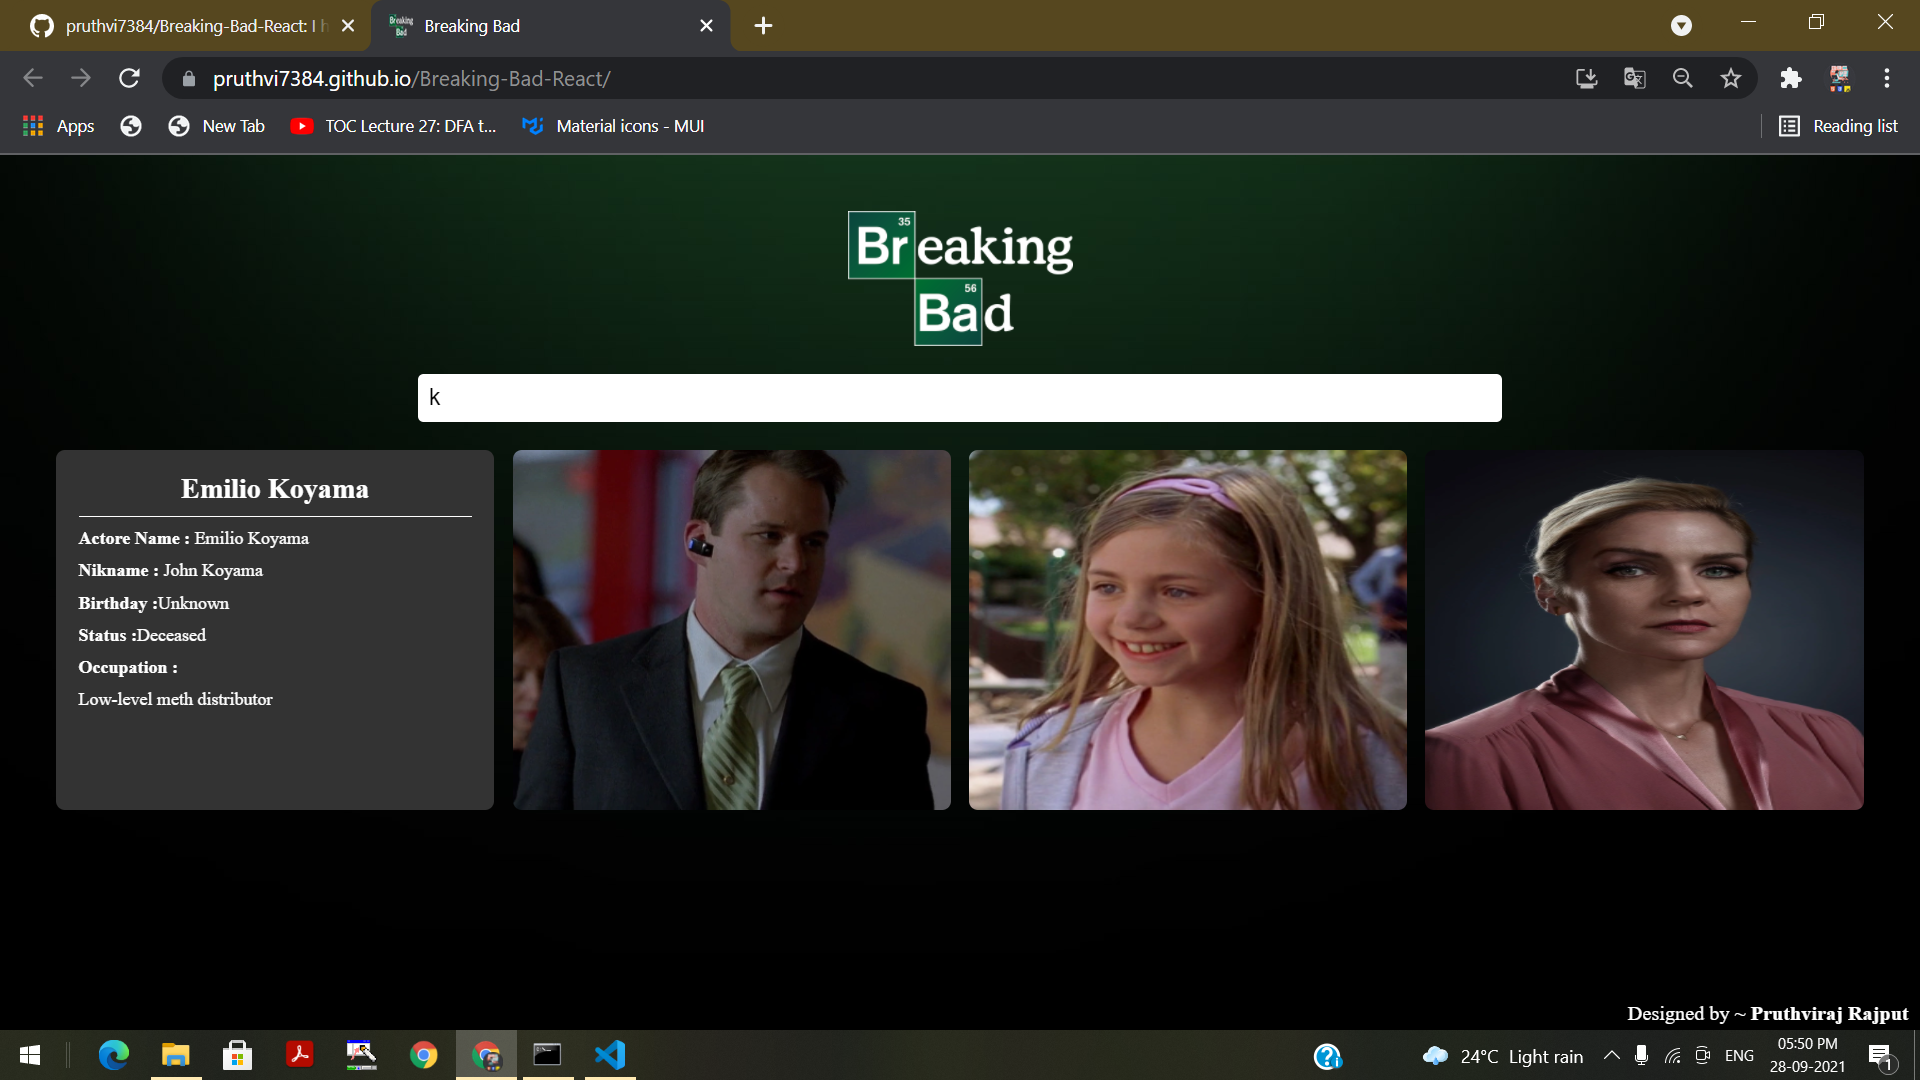 pruthvi7384/Breaking-Bad-React: I h
Breaking Bad
pruthvi7384.github.io/Breaking-Bad-React/
Apps
New Tab
TOC Lecture 27: DFA t...
Material icons - MUI
Reading list
35
Breaking
56
Bad
k
Emilio Koyama
Actore Name : Emilio Koyama
Nikname : John Koyama
Birthday :Unknown
Status :Deceased
Occupation :
Low-level meth distributor
Designed by ~ Pruthviraj Rajput
24°C Light rain
ENG
05:50 PM
28-09-2021
1